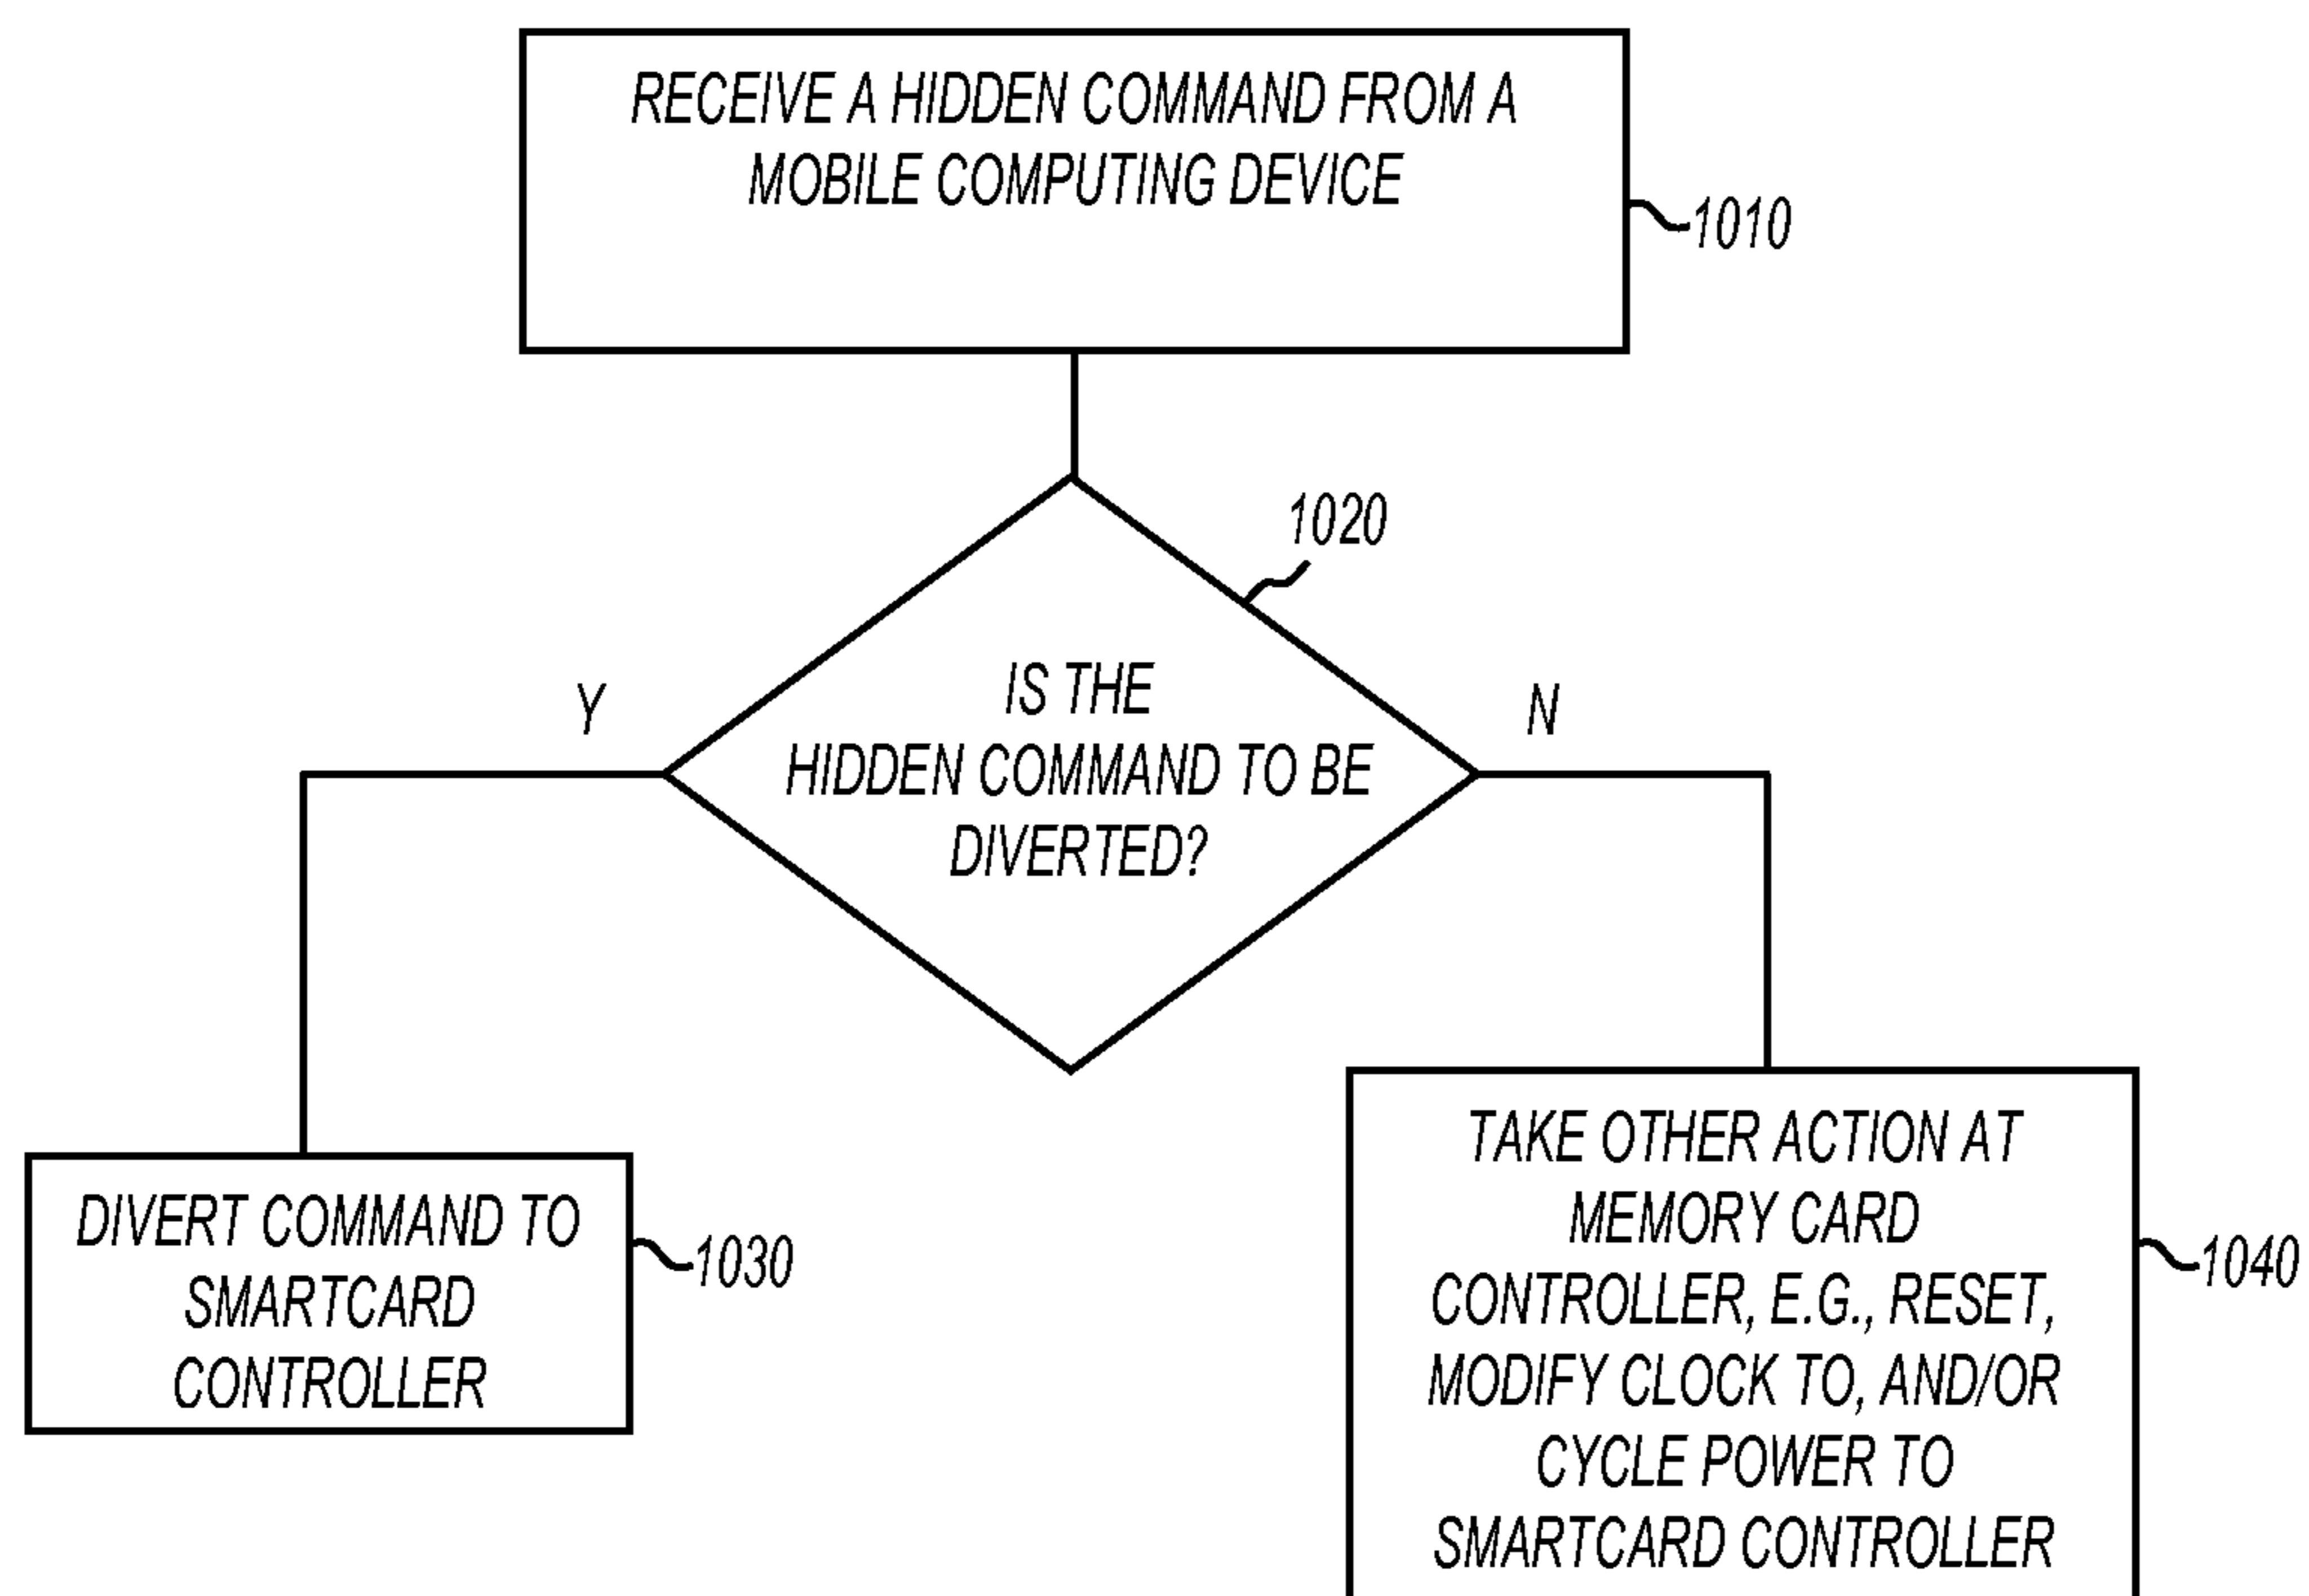 RECEIVE A HIDDEN COMMAND FROM A
MOBILE COMPUTING DEVICE
1010
1020
IS THE
HIDDEN COMMAND TO BE
DIVERTED?
Y
N
DIVERT COMMAND TO
SMARTCARD
CONTROLLER
1030
TAKE OTHER ACTION AT
MEMORY CARD
CONTROLLER, E.G., RESET,
MODIFY CLOCK TO, AND/OR
CYCLE POWER TO
SMARTCARD CONTROLLER
1040